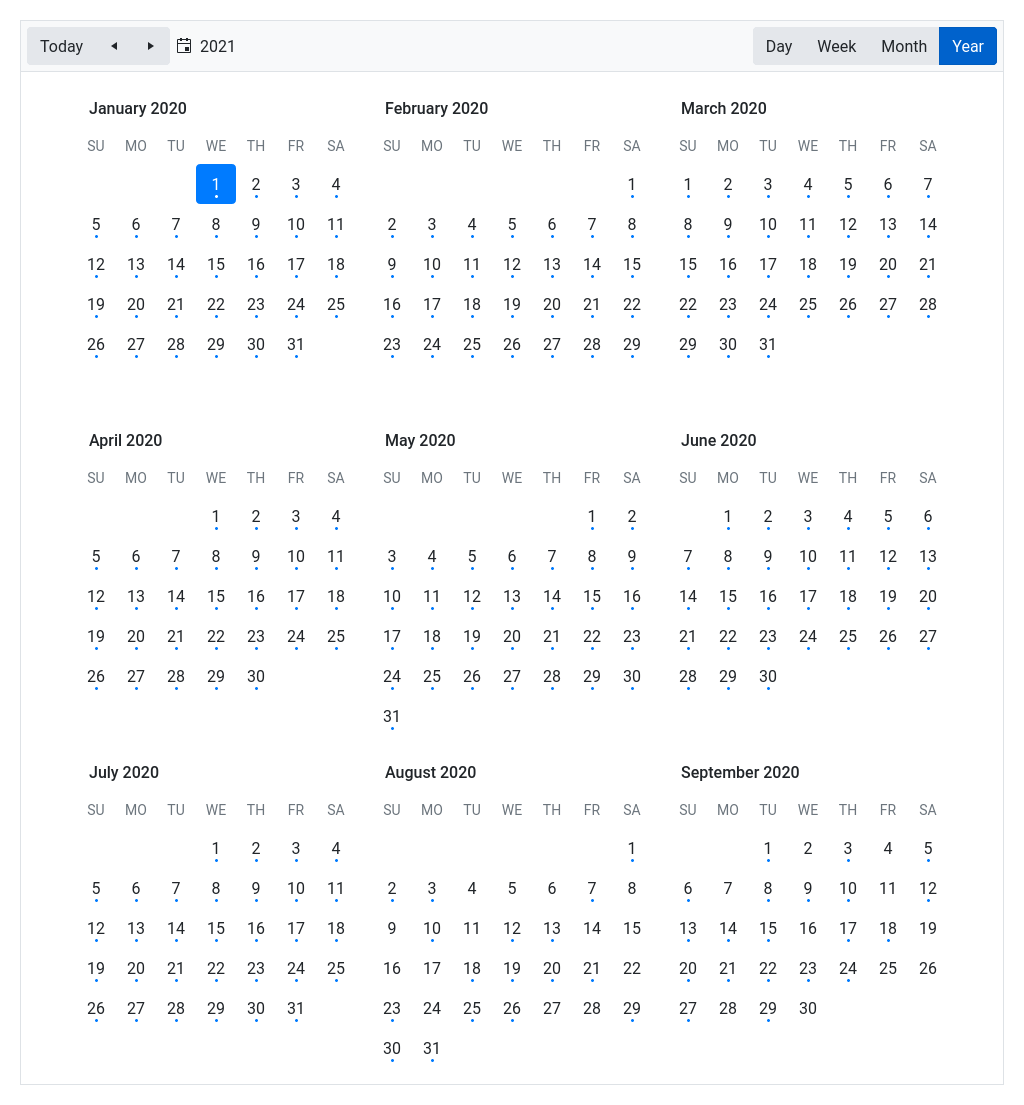 Today 2021 Day Week Month Year
January 2020 February 2020 March 2020
SU MO TU WE TH FR SA SU MO TU WE TH FR SA SU MO TU WE TH FR SA
1 2 3 4 1 1 2 3 4 5 6 7
5 6 7 8 9 10 11 2 3 4 5 6 7 8 8 9 10 11 12 13 14
12 13 14 15 16 17 18 9 10 11 12 13 14 15 15 16 17 18 19 20 21
19 20 21 22 23 24 25 16 17 18 19 20 21 22 22 23 24 25 26 27 28
26 27 28 29 30 31 23 24 25 26 27 28 29 29 30 31
April 2020 May 2020 June 2020
SU MO TU WE TH FR SA SU MO TU WE TH FR SA SU MO TU WE TH FR SA
1 2 3 4 1 2 1 2 3 4 5 6
5 6 7 8 9 10 11 3 4 5 6 7 8 9 7 8 9 10 11 12 13
12 13 14 15 16 17 18 10 11 12 13 14 15 16 14 15 16 17 18 19 20
19 20 21 22 23 24 25 17 18 19 20 21 22 23 21 22 23 24 25 26 27
26 27 28 29 30 24 25 26 27 28 29 30 28 29 30
31
July 2020 August 2020 September 2020
SU MO TU WE TH FR SA SU MO TU WE TH FR SA SU MO TU WE TH FR SA
1 2 3 4 1 1 2 3 4 5
5 6 7 8 9 10 11 2 3 4 5 6 7 8 6 7 8 9 10 11 12
12 13 14 15 16 17 18 9 10 11 12 13 14 15 13 14 15 16 17 18 19
19 20 21 22 23 24 25 16 17 18 19 20 21 22 20 21 22 23 24 25 26
26 27 28 29 30 31 23 24 25 26 27 28 29 27 28 29 30
30 31